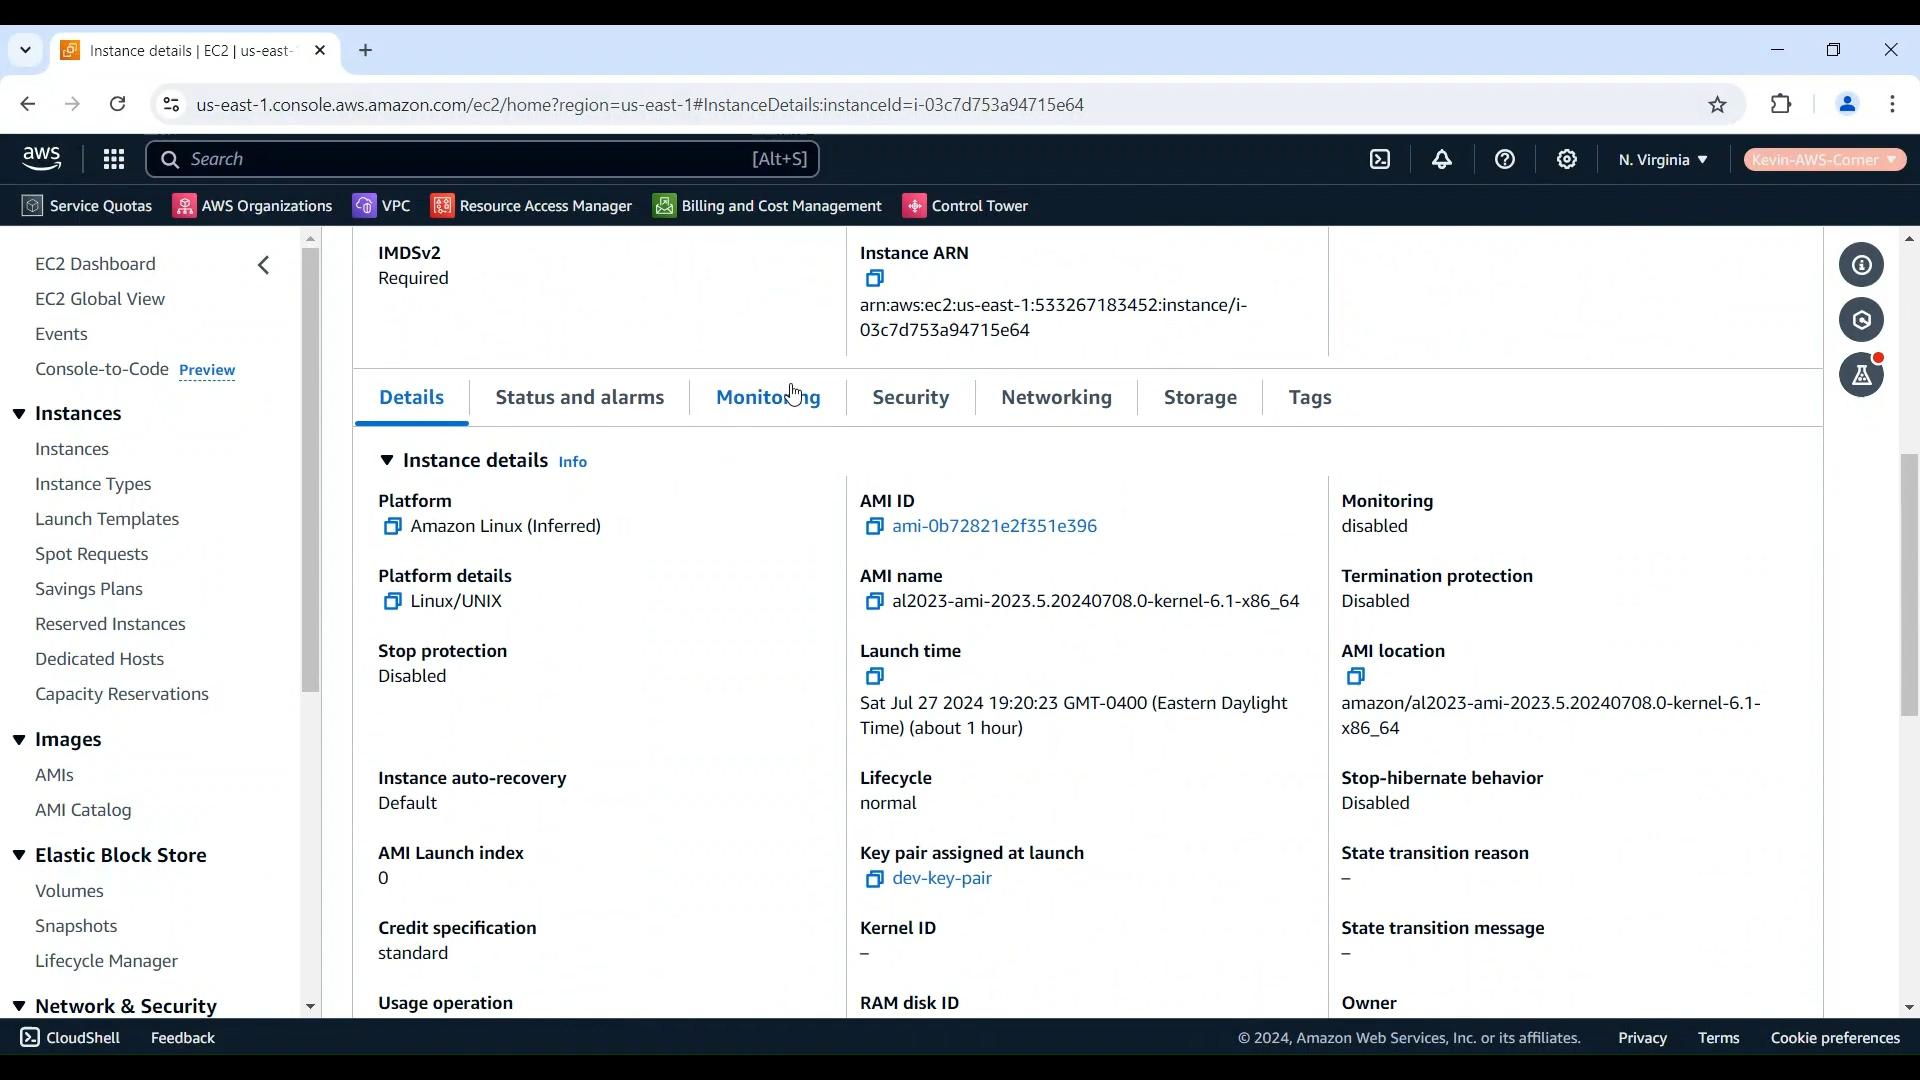 Instance details | EC2 | us-east-
us-east-1.console.aws.amazon.com/ec2/home?region=us-east-1#InstanceDetails:instanceId=i-03c7d753a94715e64
aws
Search
[Alt+S]
N. Virginia
Kevin-AWS-Corner
Service Quotas
AWS Organizations
VPC
Resource Access Manager
Billing and Cost Management
Control Tower
EC2 Dashboard
EC2 Global View
Events
Console-to-Code Preview
Instances
Instances
Instance Types
Launch Templates
Spot Requests
Savings Plans
Reserved Instances
Dedicated Hosts
Capacity Reservations
Images
AMIs
AMI Catalog
Elastic Block Store
Volumes
Snapshots
Lifecycle Manager
Network & Security
IMDSv2
Required
Instance ARN
arn:aws:ec2:us-east-1:533267183452:instance/i-
03c7d753a94715e64
Details
Status and alarms
Monitoring
Security
Networking
Storage
Tags
Instance details Info
Platform
Amazon Linux (Inferred)
AMI ID
ami-0b72821e2f351e396
Monitoring
disabled
Platform details
Linux/UNIX
AMI name
al2023-ami-2023.5.20240708.0-kernel-6.1-x86_64
Termination protection
Disabled
Stop protection
Disabled
Launch time
Sat Jul 27 2024 19:20:23 GMT-0400 (Eastern Daylight
Time) (about 1 hour)
AMI location
amazon/al2023-ami-2023.5.20240708.0-kernel-6.1-
x86_64
Instance auto-recovery
Default
Lifecycle
normal
Stop-hibernate behavior
Disabled
AMI Launch index
0
Key pair assigned at launch
dev-key-pair
State transition reason
–
Credit specification
standard
Kernel ID
–
State transition message
–
Usage operation
RAM disk ID
Owner
CloudShell
Feedback
© 2024, Amazon Web Services, Inc. or its affiliates.
Privacy
Terms
Cookie preferences